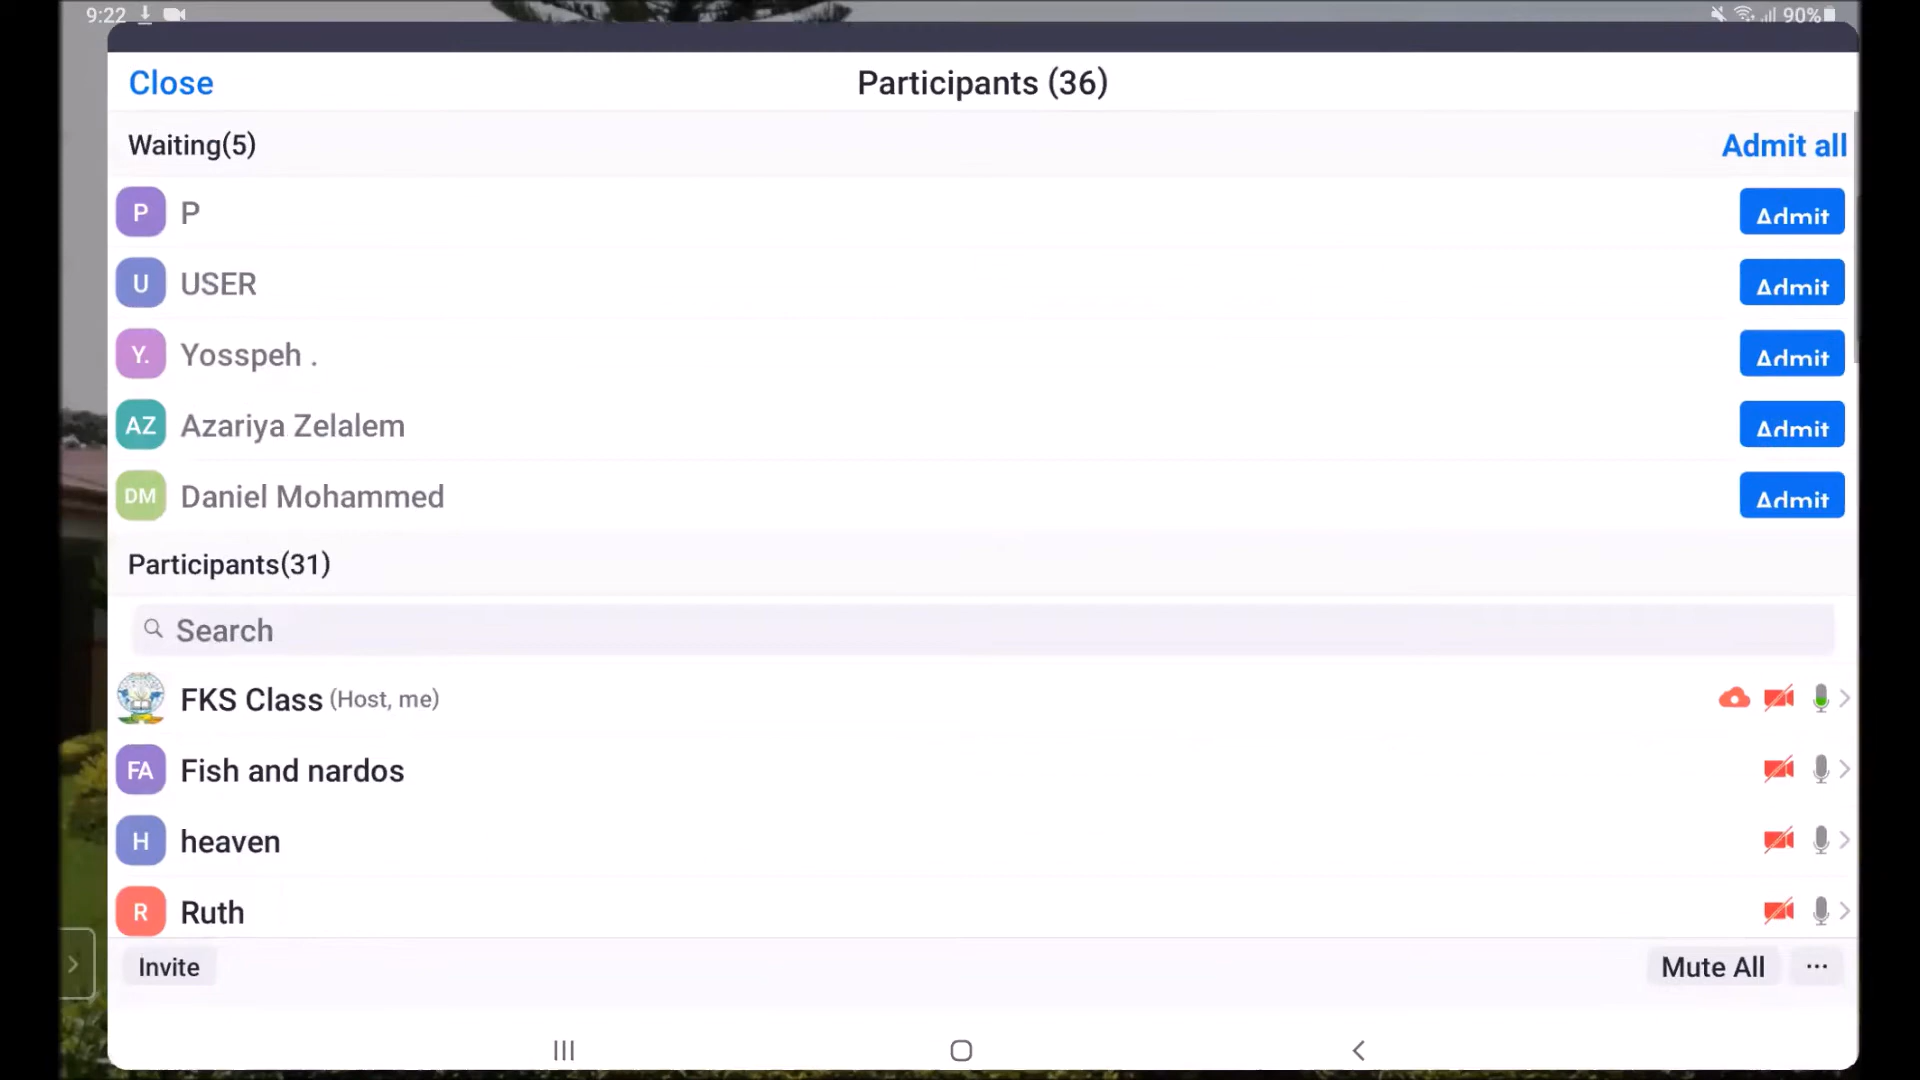 9:22 90%
Close Participants (36)
Waiting(5) Admit all
P P Admit
U USER Admit
Y. Yosspeh . Admit
AZ Azariya Zelalem Admit
DM Daniel Mohammed Admit
Participants(31)
Search
FKS Class (Host, me)
FA Fish and nardos
H heaven
R Ruth
Invite Mute All ...